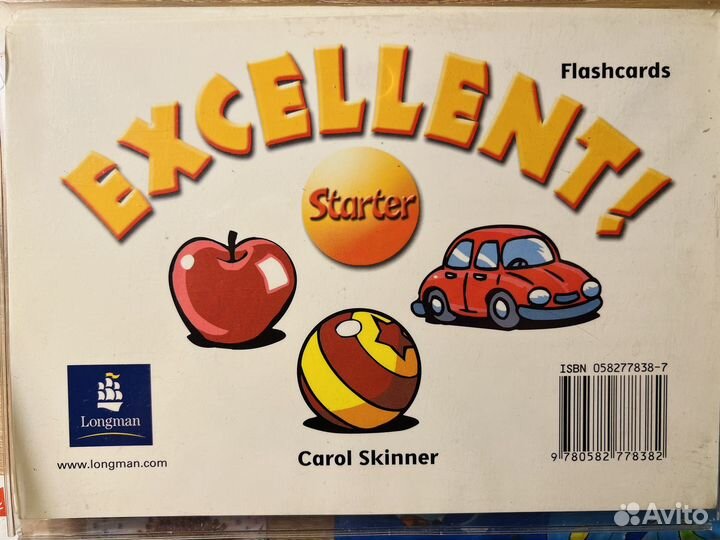 Flashcards
EXCELLENT!
Starter
ISBN 058277838-7
Longman
www.longman.com
Carol Skinner
9 780582 778382
Avito